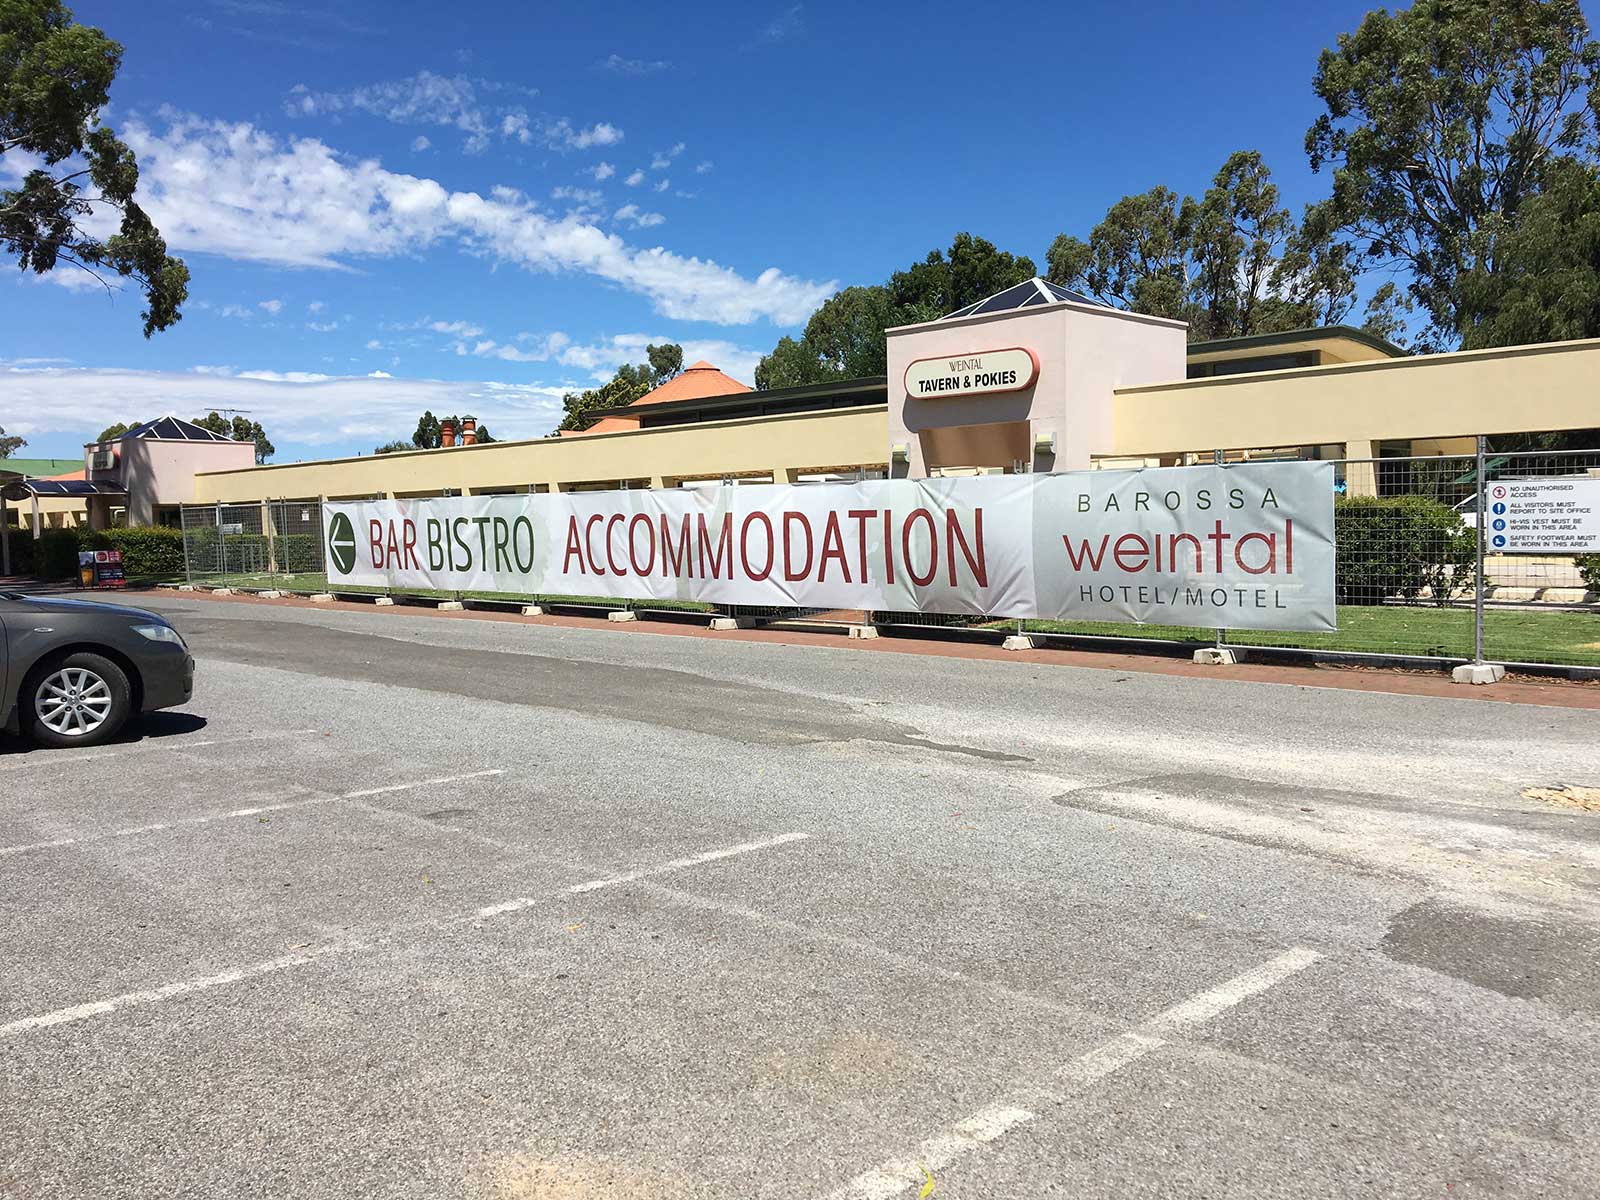 WEINTAL
TAVERN & POKIES
BAR BISTRO ACCOMMODATION
BAROSSA
weintal
HOTEL/MOTEL
NO UNAUTHORISED
ACCESS
ALL VISITORS MUST
REPORT TO SITE OFFICE
HI-VIS VEST MUST BE
WORN IN THIS AREA
SAFETY FOOTWEAR MUST
BE WORN IN THIS AREA